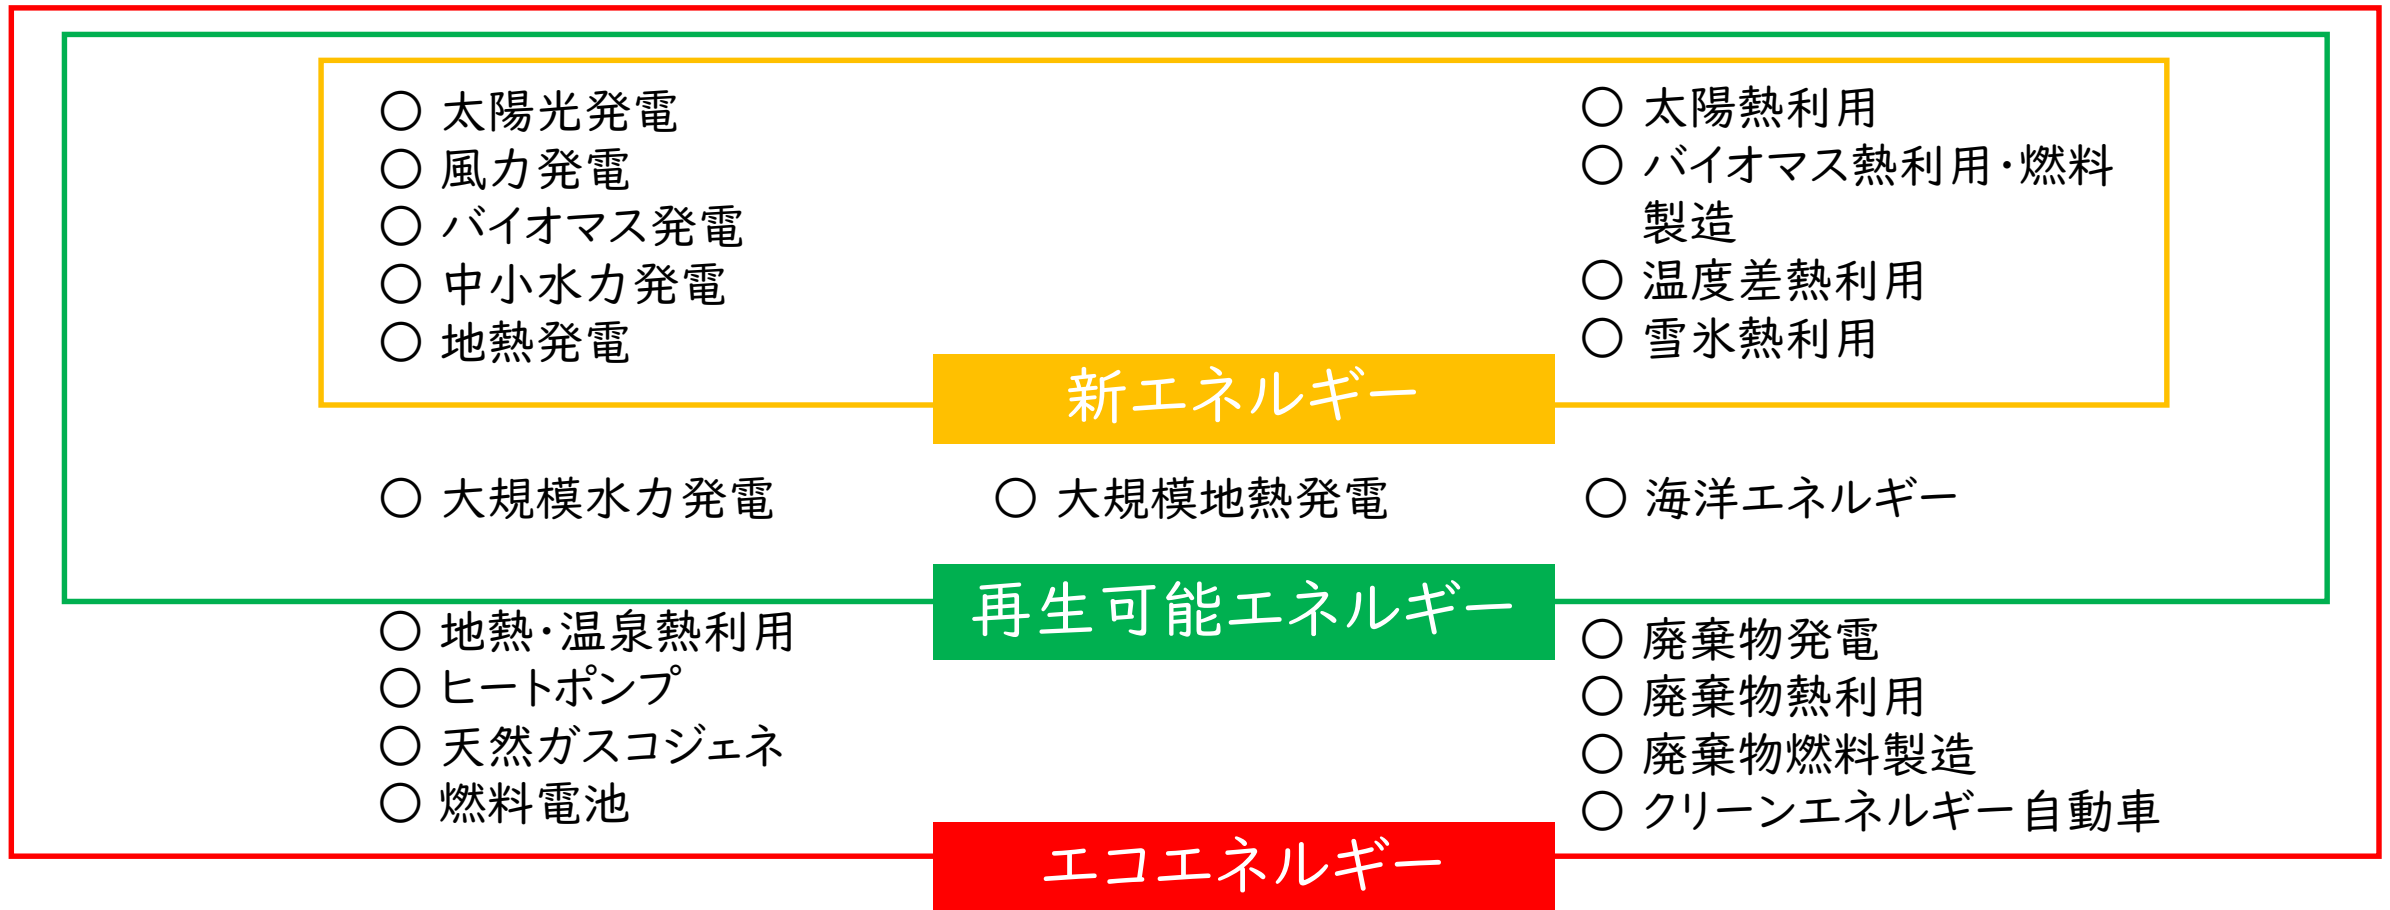 ○ 太陽光発電
○ 風力発電
○ バイオマス発電
○ 中小水力発電
○ 地熱発電
○ 太陽熱利用
○ バイオマス熱利用・燃料
製造
○ 温度差熱利用
○ 雪氷熱利用
新エネルギー
○ 大規模水力発電
○ 大規模地熱発電
○ 海洋エネルギー
再生可能エネルギー
○ 地熱・温泉熱利用
○ ヒートポンプ
○ 天然ガスコジェネ
○ 燃料電池
○ 廃棄物発電
○ 廃棄物熱利用
○ 廃棄物燃料製造
○ クリーンエネルギー自動車
エコエネルギー